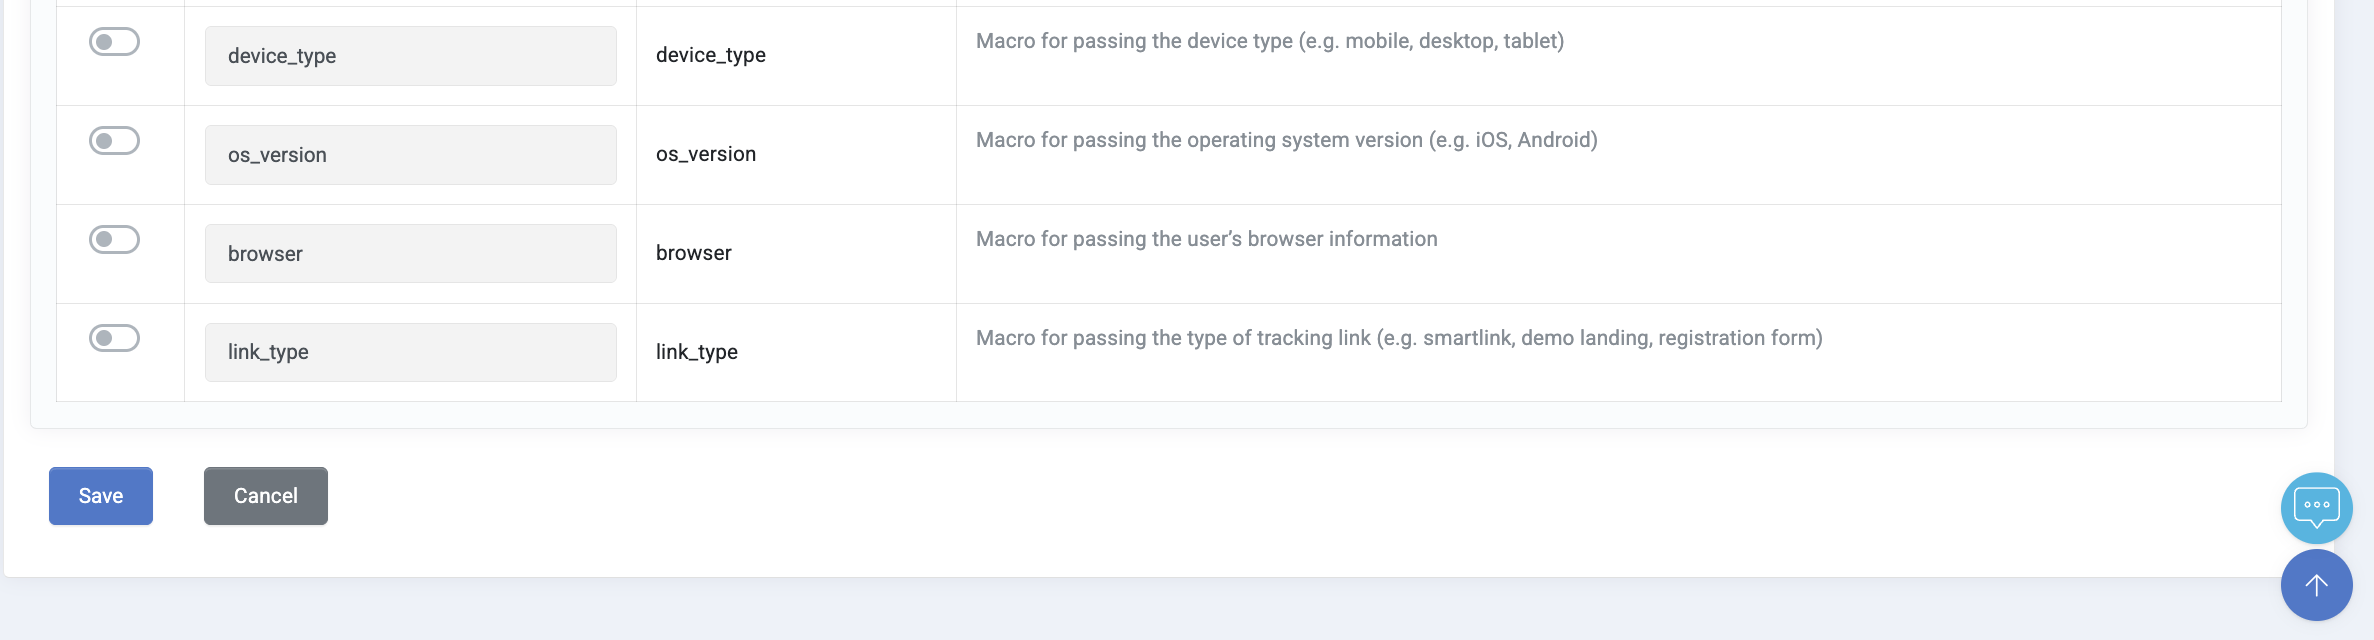 device_type device_type Macro for passing the device type (e.g. mobile, desktop, tablet)
os_version os_version Macro for passing the operating system version (e.g. iOS, Android)
browser browser Macro for passing the user’s browser information
link_type link_type Macro for passing the type of tracking link (e.g. smartlink, demo landing, registration form)
Save Cancel